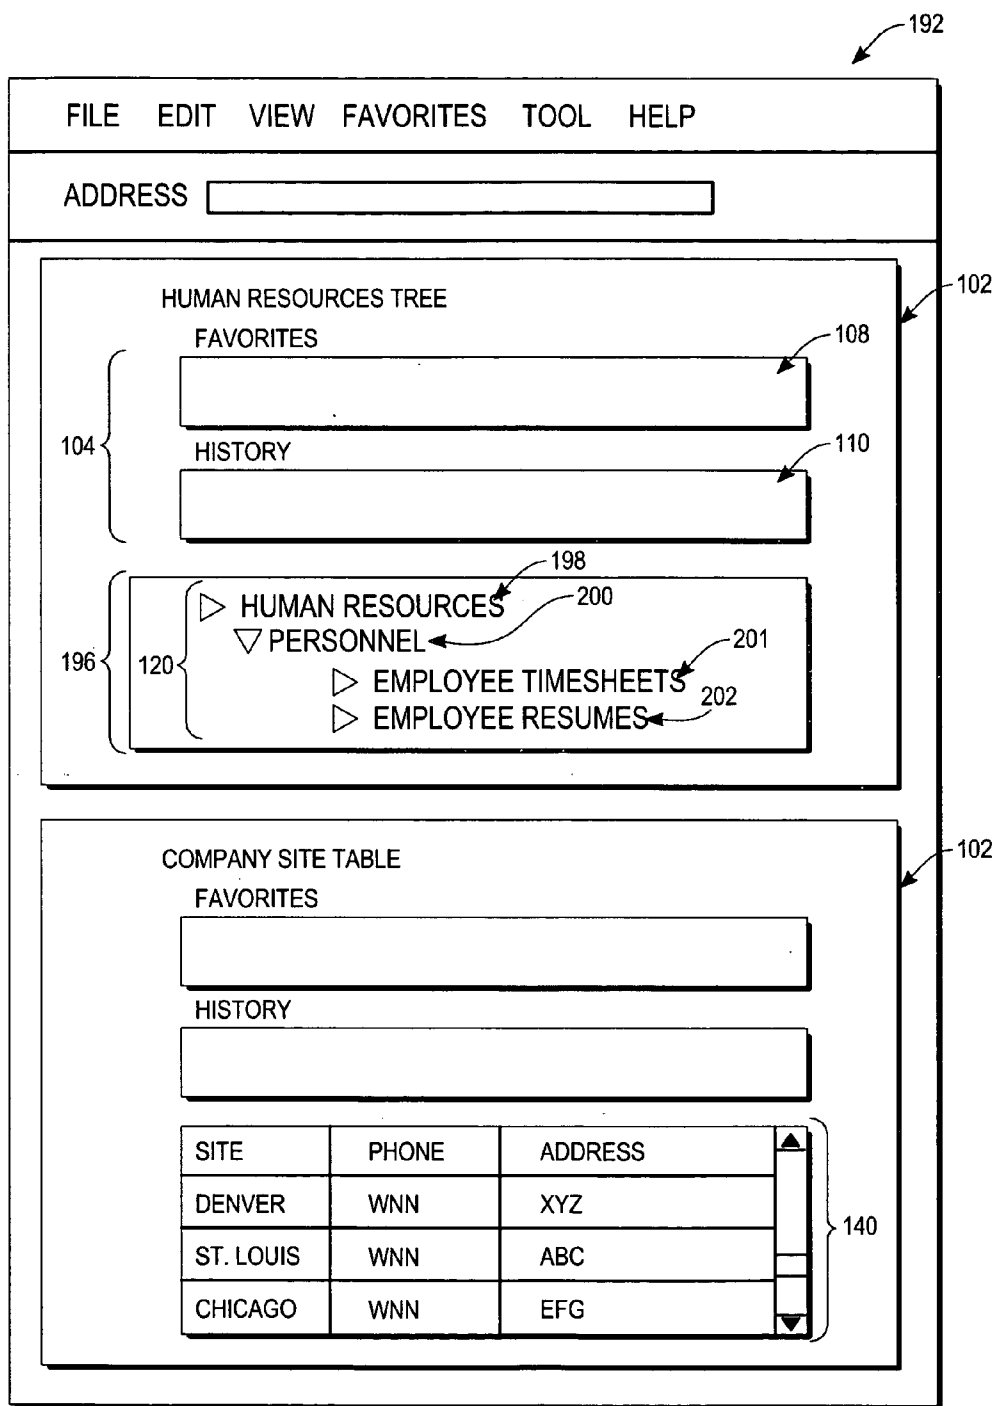 192
FILE EDIT VIEW FAVORITES TOOL HELP
ADDRESS
102
HUMAN RESOURCES TREE
FAVORITES
108
104
HISTORY
110
198
HUMAN RESOURCES
200
PERSONNEL
201
196
120
EMPLOYEE TIMESHEETS
202
EMPLOYEE RESUMES
102
COMPANY SITE TABLE
FAVORITES
HISTORY
SITE PHONE ADDRESS
DENVER WNN XYZ
140
ST. LOUIS WNN ABC
CHICAGO WNN EFG